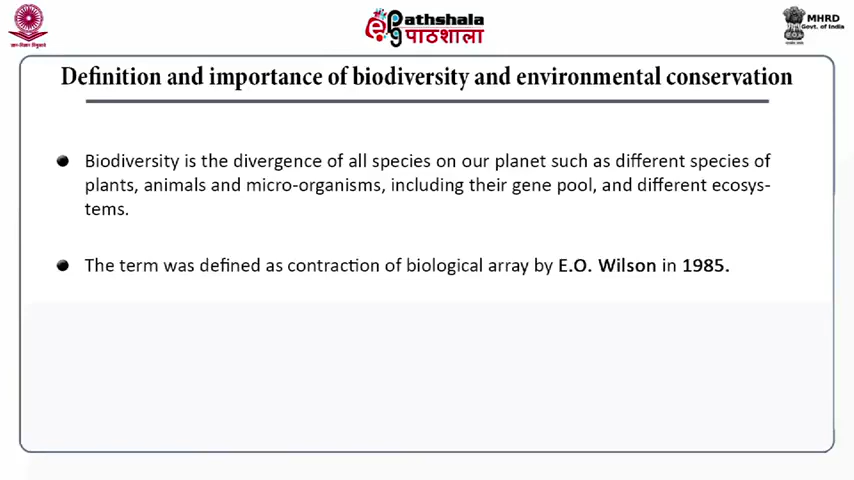 ePathshala
पाठशाला
MHRD
Govt. of India
Definition and importance of biodiversity and environmental conservation
Biodiversity is the divergence of all species on our planet such as different species of
plants, animals and micro-organisms, including their gene pool, and different ecosys-
tems.
The term was defined as contraction of biological array by E.O. Wilson in 1985.